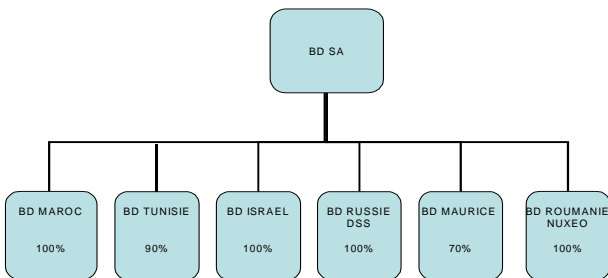 BD SA
BD MAROC
100%
BD TUNISIE
90%
BD ISRAEL
100%
BD RUSSIE
DSS
100%
BD MAURICE
70%
BD ROUMANIE
NUXEO
100%